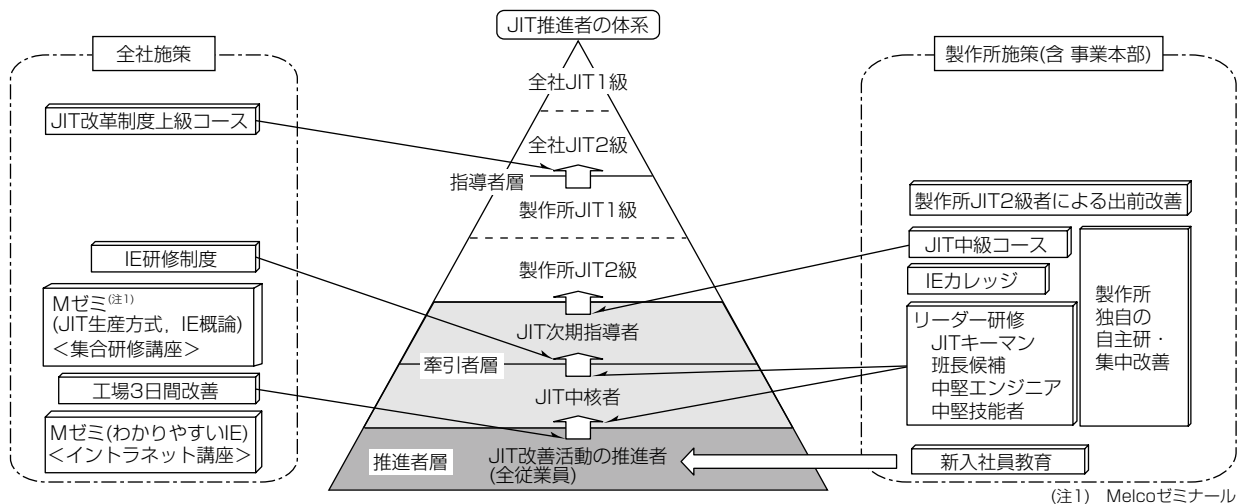 JIT推進者の体系
全社施策
JIT改革制度上級コース
IE研修制度
Mゼミ(注1)
(JIT生産方式，IE概論)
＜集合研修講座＞
工場3日間改善
Mゼミ(わかりやすいIE)
＜イントラネット講座＞
全社JIT1級
全社JIT2級
指導者層
製作所JIT1級
製作所JIT2級
JIT次期指導者
牽引者層
JIT中核者
推進者層
JIT改善活動の推進者
(全従業員)
製作所施策(含 事業本部)
製作所JIT2級者による出前改善
JIT中級コース
IEカレッジ
リーダー研修
JITキーマン
班長候補
中堅エンジニア
中堅技能者
製作所
独自の
自主研・
集中改善
新入社員教育
(注1) Melcoゼミナール